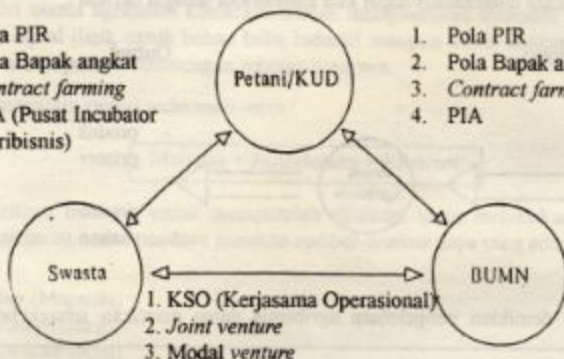 a PIR
a Bapak angkat
ntract farming
A (Pusat Incubator
ribisnis)
Petani/KUD
1. Pola PIR
2. Pola Bapak a
3. Contract farm
4. PIA
Swasta
BUMN
1. KSO (Kerjasama Operasional)
2. Joint venture
3. Modal venture